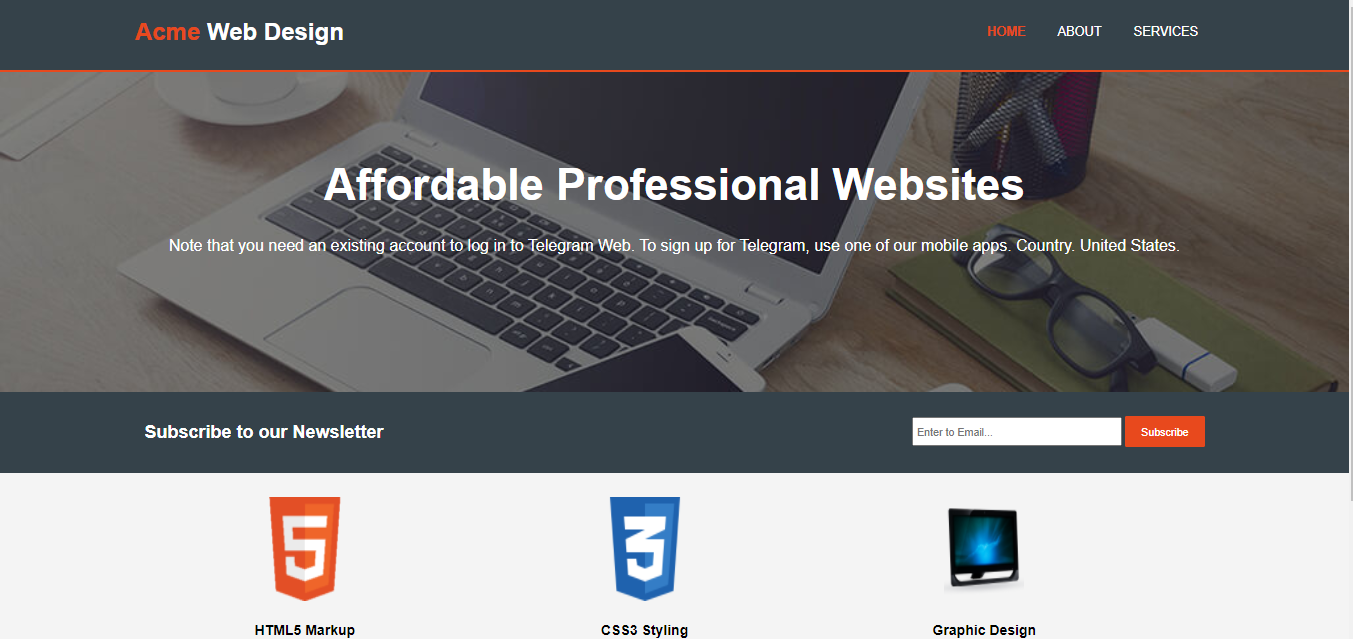 Acme Web Design
HOME ABOUT SERVICES
Affordable Professional Websites
Note that you need an existing account to log in to Telegram Web. To sign up for Telegram, use one of our mobile apps. Country. United States.
Subscribe to our Newsletter
Enter to Email...
Subscribe
HTML5 Markup
CSS3 Styling
Graphic Design